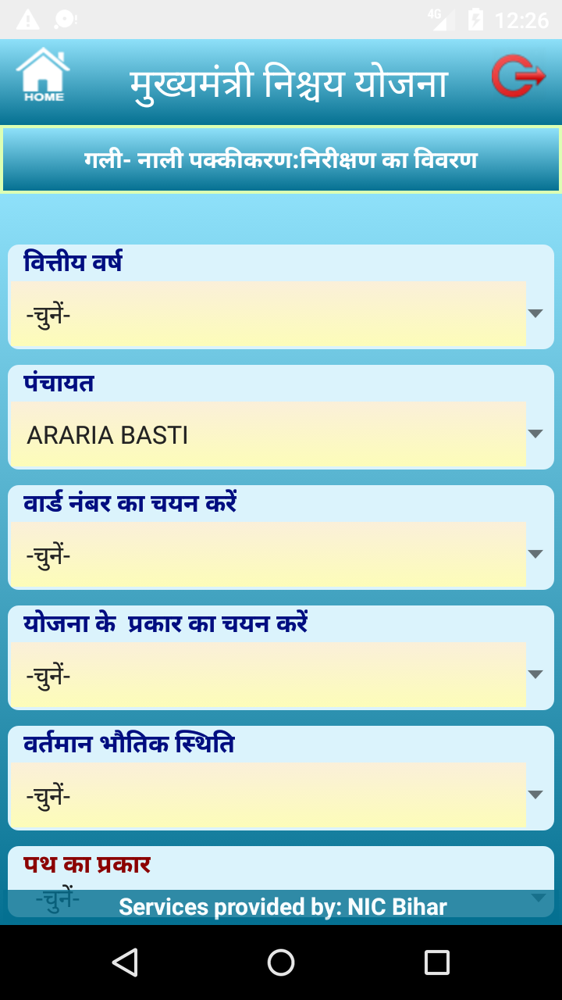 4G 12:26
HOME
मुख्यमंत्री निश्चय योजना
गली- नाली पक्कीकरण:निरीक्षण का विवरण
वित्तीय वर्ष
-चुनें-
पंचायत
ARARIA BASTI
वार्ड नंबर का चयन करें
-चुनें-
योजना के  प्रकार का चयन करें
-चुनें-
वर्तमान भौतिक स्थिति
-चुनें-
पथ का प्रकार
-चुनें-
Services provided by: NIC Bihar